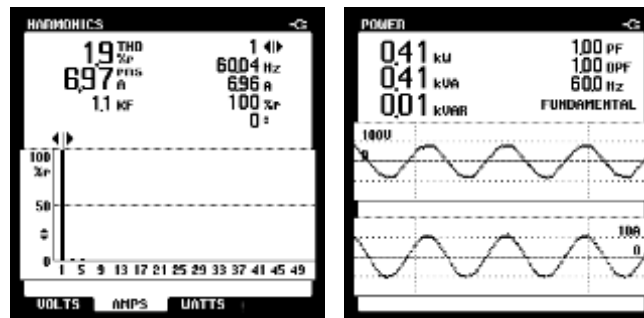 HARMONICS
1.9 THD %r
6.97 rms A
1.1 KF
1
60.04 Hz
6.96 A
100 %r
0°
100
%r
50
0
1 5 9 13 17 21 25 29 33 37 41 45 49
VOLTS AMPS WATTS
POWER
0.41 kW
0.41 kVA
0.01 kVAR
1.00 PF
1.00 DPF
60.0 Hz
FUNDAMENTAL
100V
0
10A
0